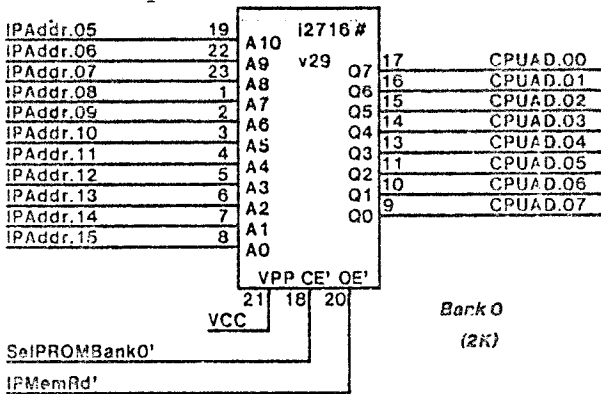 i2716#
v29
IPAddr.05 19 A10
IPAddr.06 22 A9
IPAddr.07 23 A8
IPAddr.08 1 A7
IPAddr.09 2 A6
IPAddr.10 3 A5
IPAddr.11 4 A4
IPAddr.12 5 A3
IPAddr.13 6 A2
IPAddr.14 7 A1
IPAddr.15 8 A0
Q7 17 CPUAD.00
Q6 16 CPUAD.01
Q5 15 CPUAD.02
Q4 14 CPUAD.03
Q3 13 CPUAD.04
Q2 11 CPUAD.05
Q1 10 CPUAD.06
Q0 9 CPUAD.07
VPP CE' OE'
21 18 20
VCC
SelPROMBank0'
IPMemRd'
Bank 0
(2K)